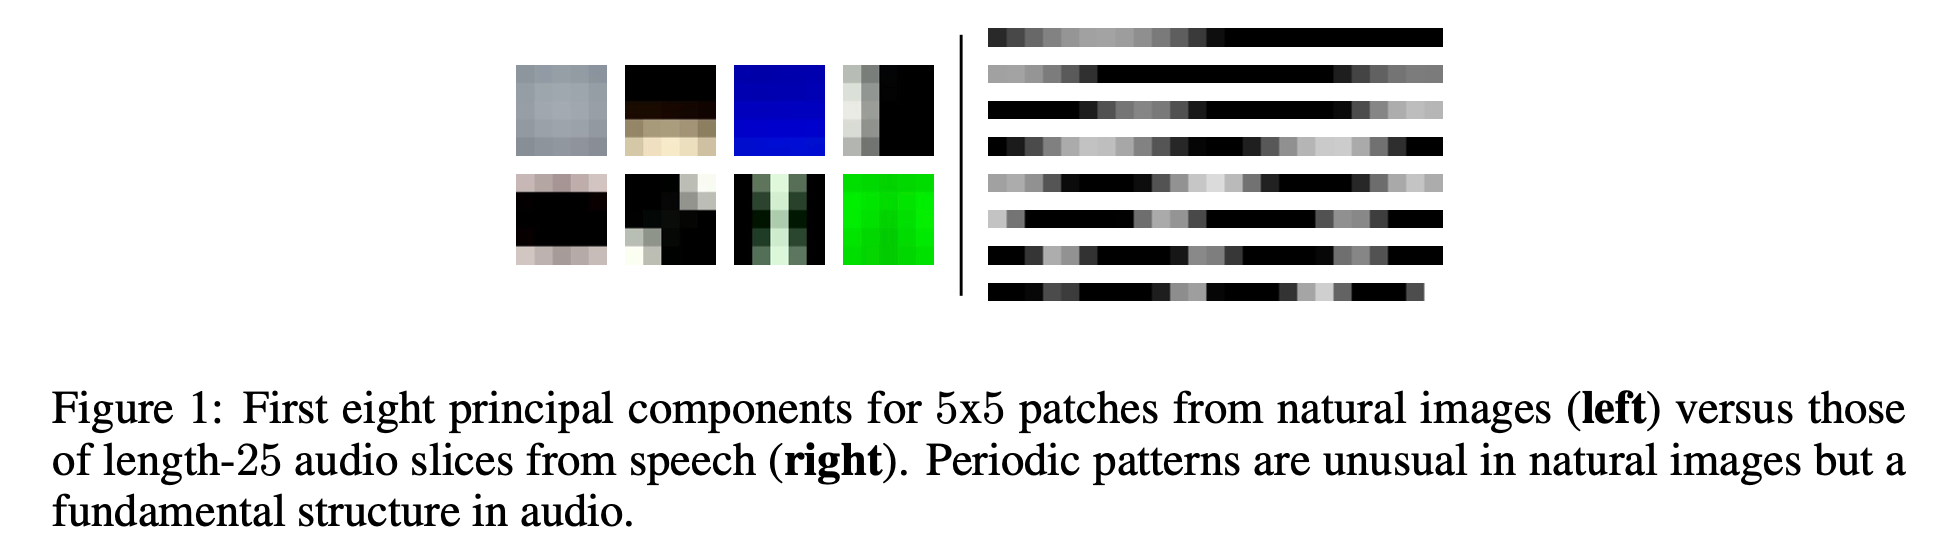 Figure 1: First eight principal components for 5x5 patches from natural images (left) versus those
of length-25 audio slices from speech (right). Periodic patterns are unusual in natural images but a
fundamental structure in audio.